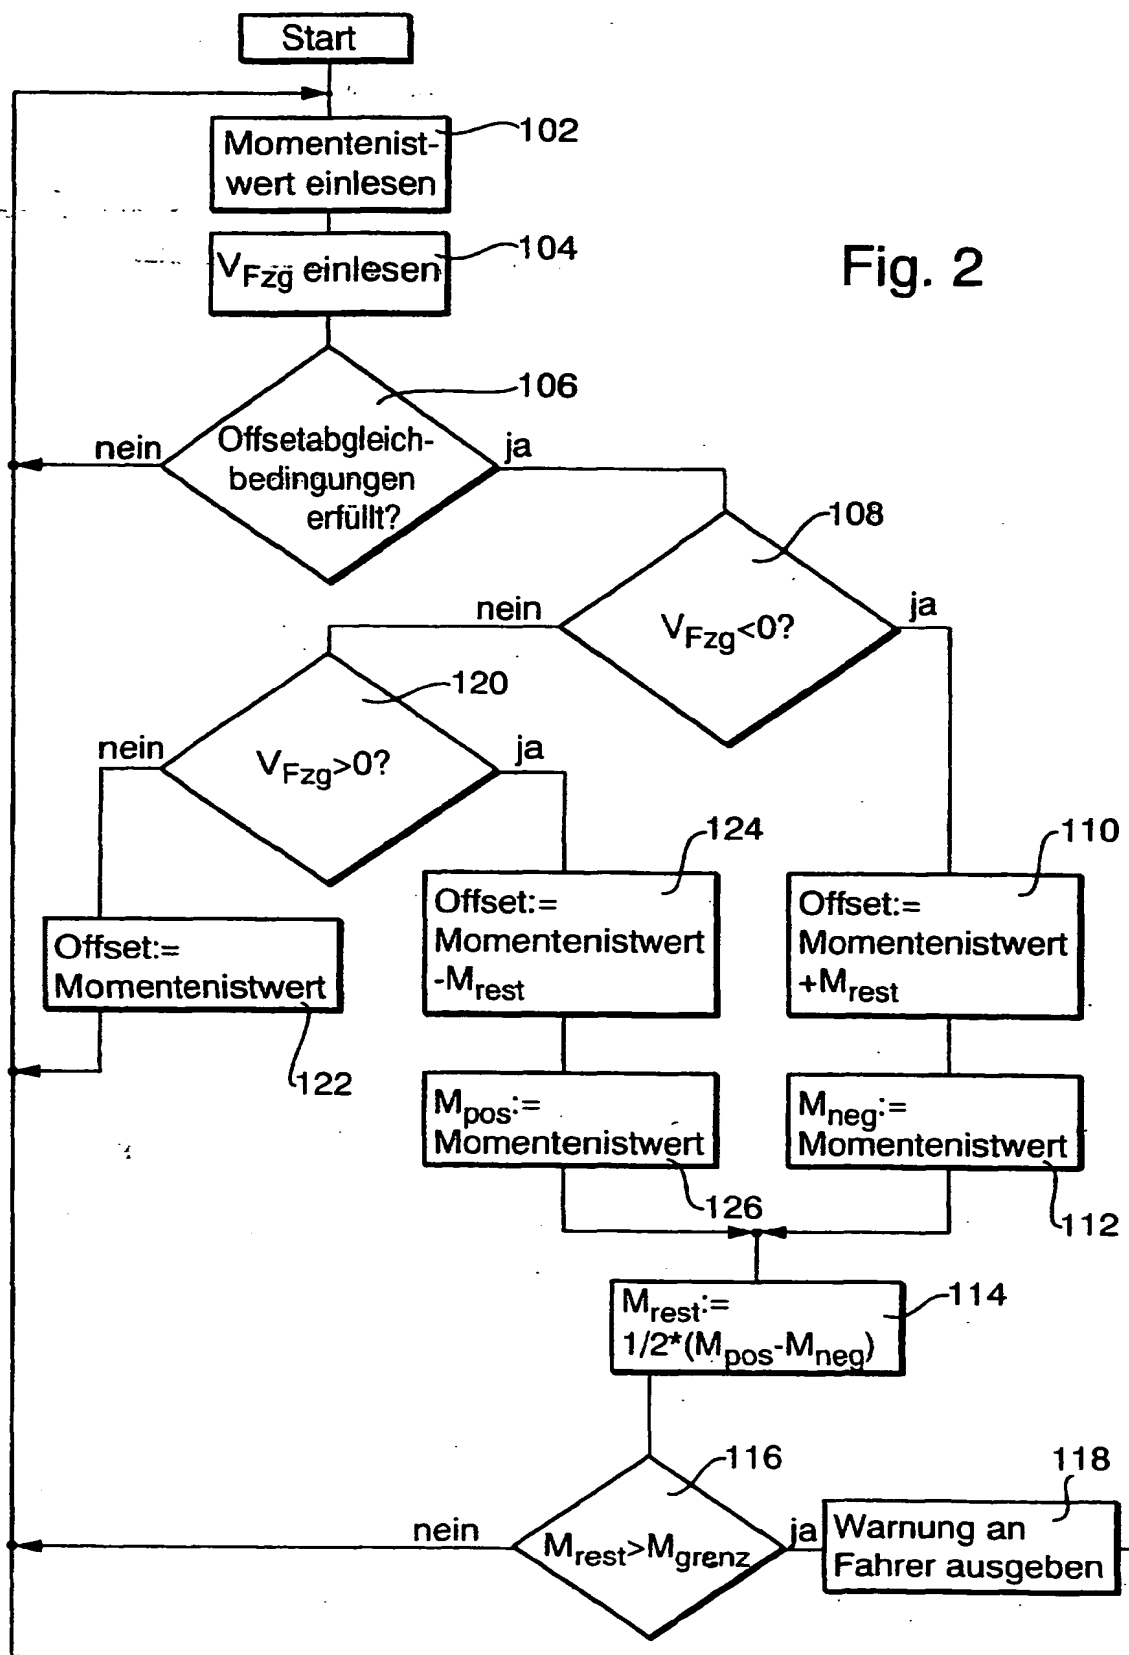 Start
102
Momentenist-
wert einlesen
104
VFzg einlesen
Fig. 2
106
nein
Offsetabgleich-
bedingungen
erfüllt?
ja
108
nein
VFzg<0?
ja
120
nein
VFzg>0?
ja
124
110
Offset:=
Momentenistwert
-Mrest
Offset:=
Momentenistwert
+Mrest
Offset:=
Momentenistwert
122
Mpos:=
Momentenistwert
126
Mneg:=
Momentenistwert
112
114
Mrest:=
1/2*(Mpos-Mneg)
116
118
nein
Mrest>Mgrenz
ja
Warnung an
Fahrer ausgeben